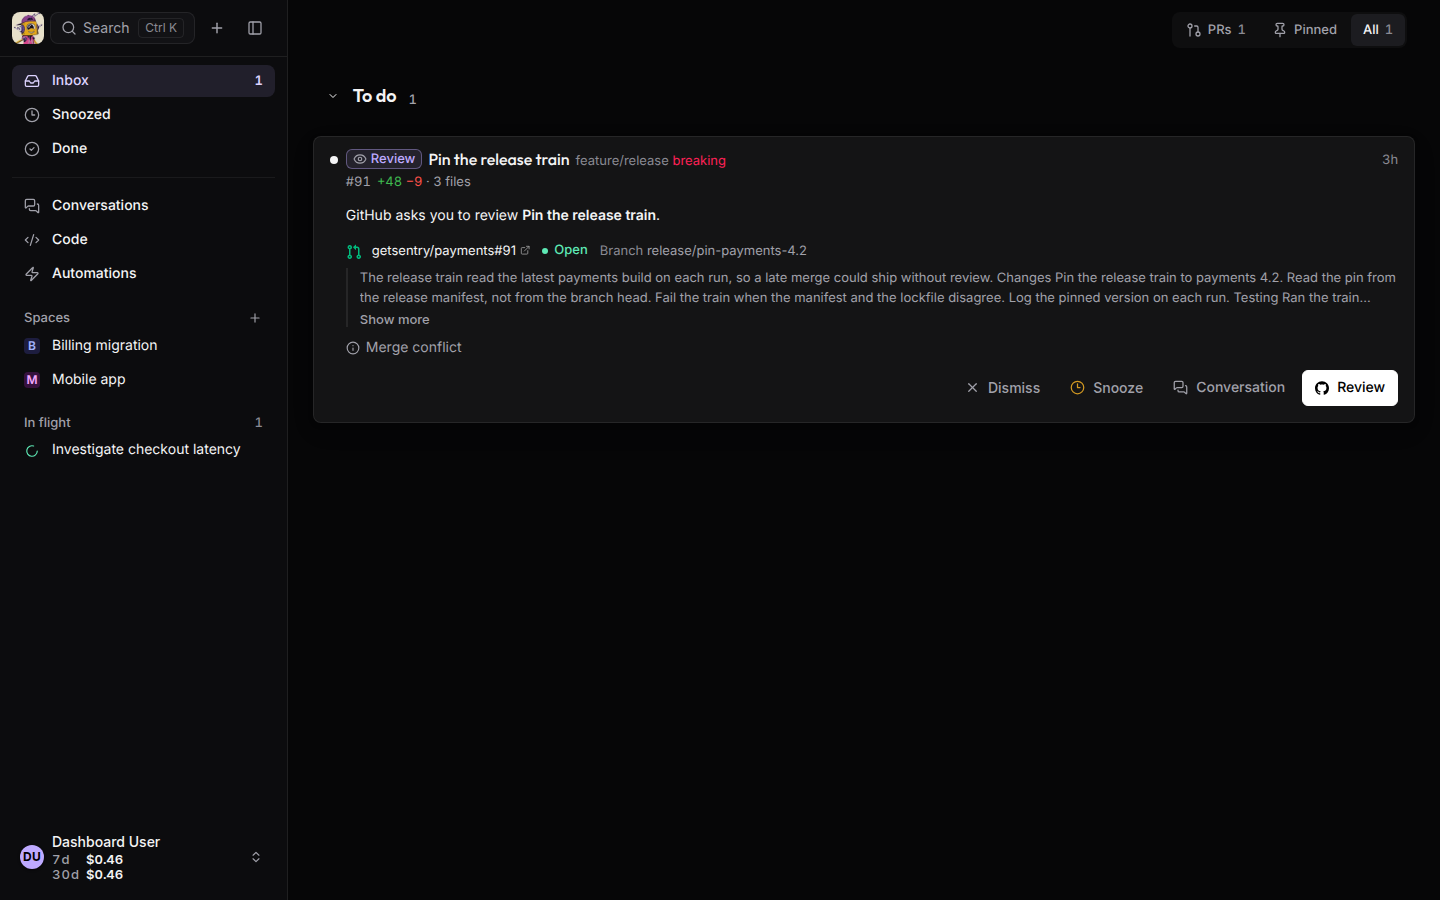 Search Ctrl K
PRs 1 Pinned All 1
Inbox 1
Snoozed
Done
Conversations
Code
Automations
Spaces
B Billing migration
M Mobile app
In flight 1
Investigate checkout latency
DU Dashboard User
7d $0.46
30d $0.46
To do 1
Review Pin the release train feature/release breaking 3h
#91 +48 −9 · 3 files
GitHub asks you to review Pin the release train.
getsentry/payments#91 Open Branch release/pin-payments-4.2
The release train read the latest payments build on each run, so a late merge could ship without review. Changes Pin the release train to payments 4.2. Read the pin from
the release manifest, not from the branch head. Fail the train when the manifest and the lockfile disagree. Log the pinned version on each run. Testing Ran the train...
Show more
Merge conflict
Dismiss Snooze Conversation Review